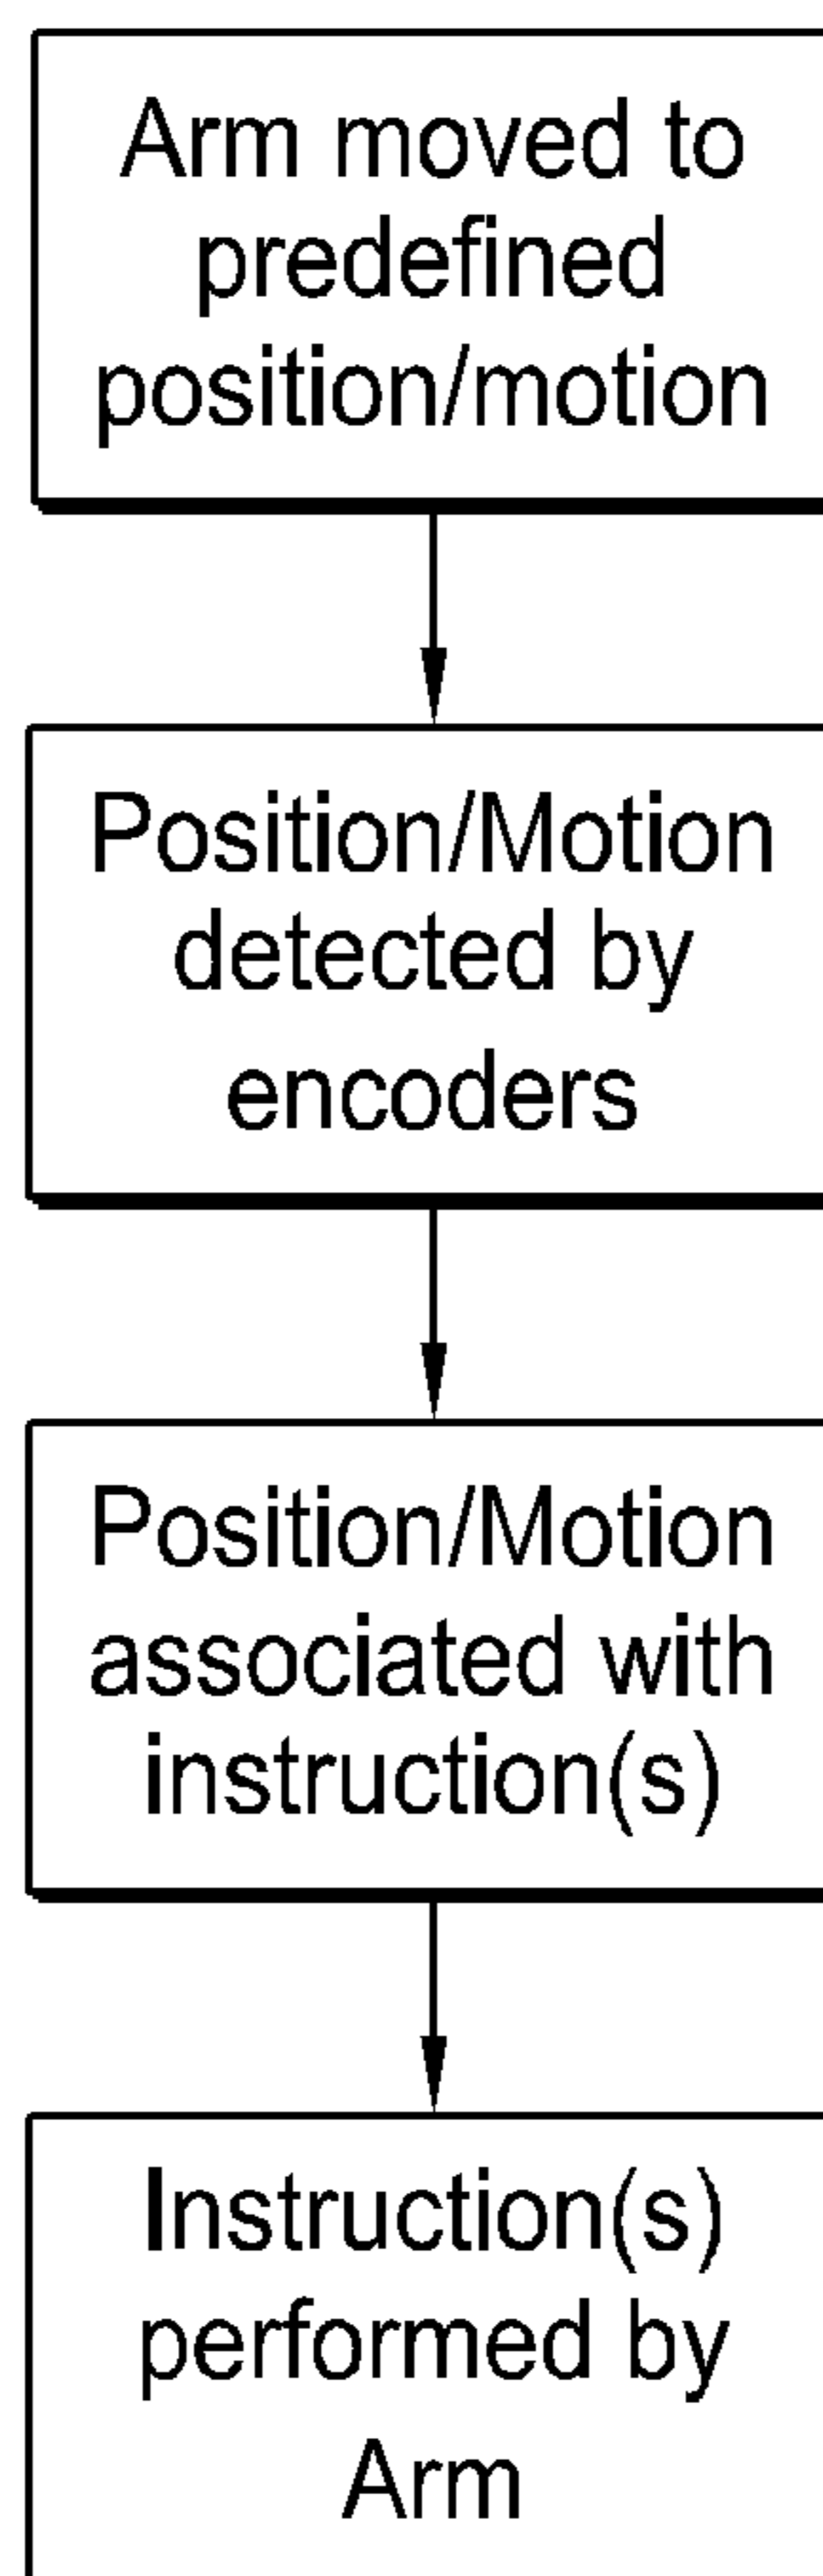 Arm moved to
predefined
position/motion
Position/Motion
detected by
encoders
Position/Motion
associated with
instruction(s)
Instruction(s)
performed by
Arm